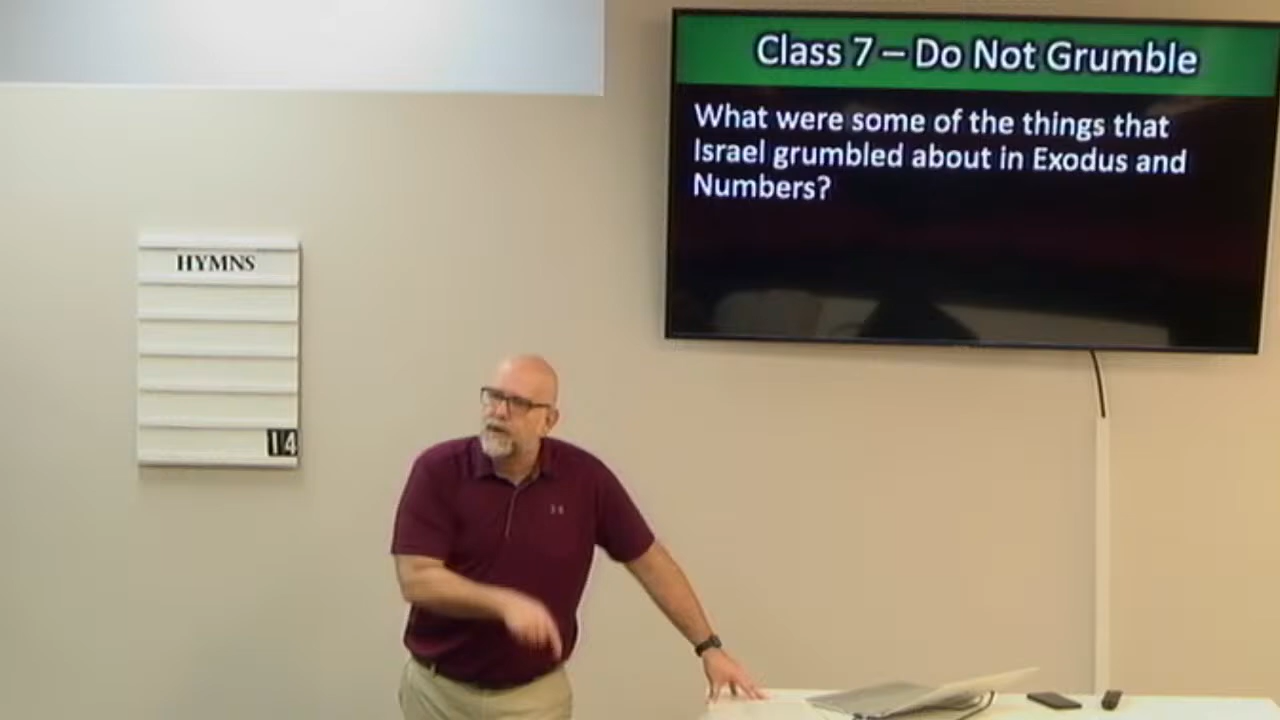 Class 7 – Do Not Grumble
What were some of the things that
Israel grumbled about in Exodus and
Numbers?
HYMNS
14